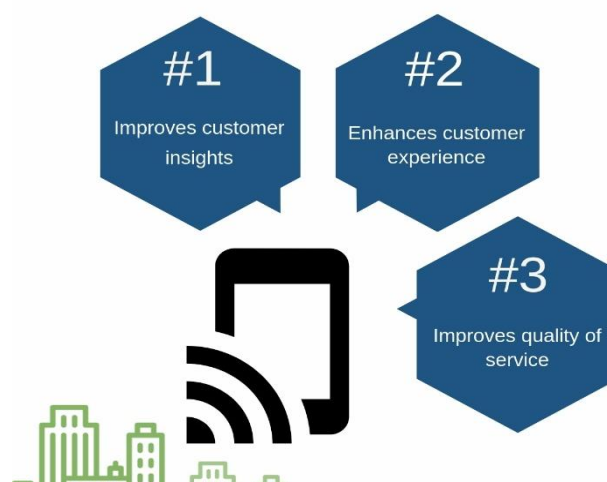 #1
Improves customer
insights
#2
Enhances customer
experience
#3
Improves quality of
service